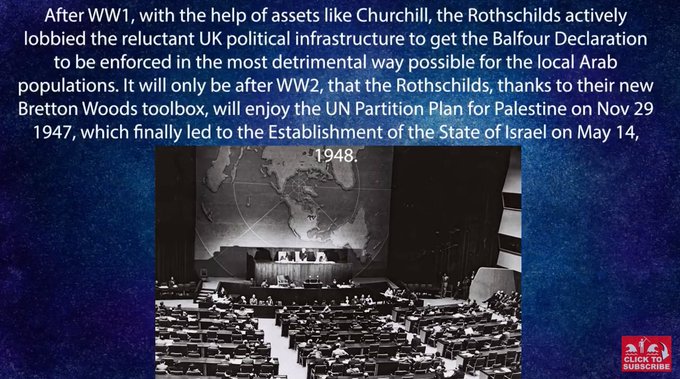 After WW1, with the help of assets like Churchill, the Rothschilds actively
lobbied the reluctant UK political infrastructure to get the Balfour Declaration
to be enforced in the most detrimental way possible for the local Arab
populations. It will only be after WW2, that the Rothschilds, thanks to their new
Bretton Woods toolbox, will enjoy the UN Partition Plan for Palestine on Nov 29
1947, which finally led to the Establishment of the State of Israel on May 14,
1948.
CLICK TO
SUBSCRIBE